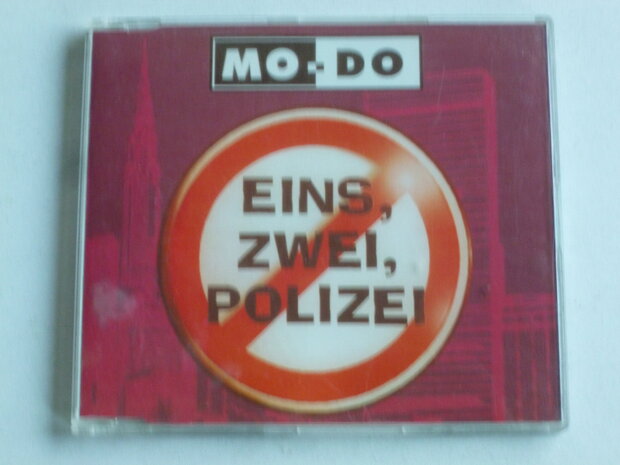 MO-DO
EINS,
ZWEI,
POLIZEI